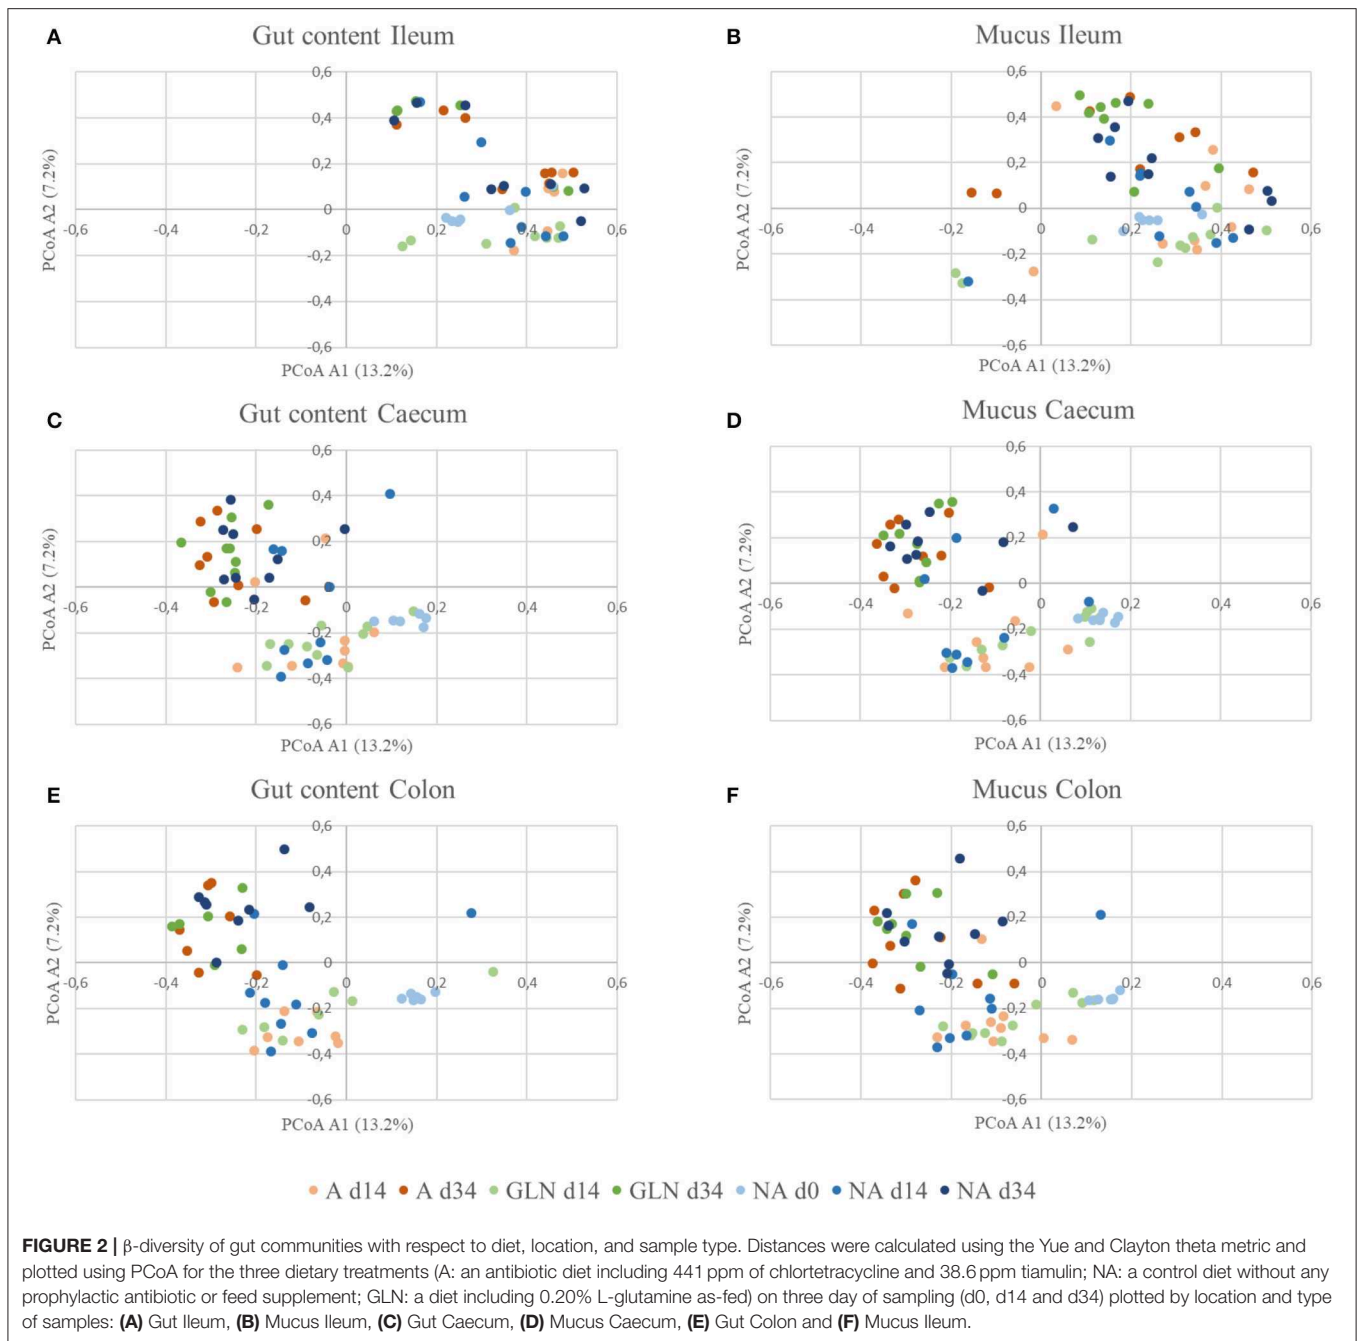 A
Gut content Ileum
0,6
0,4
0,2
0
-0,6 -0,4 -0,2 0 0,2 0,4 0,6
-0,2
-0,4
-0,6
PCoA A2 (7.2%)
PCoA A1 (13.2%)
B
Mucus Ileum
0,6
0,4
0,2
0
-0,6 -0,4 -0,2 0 0,2 0,4 0,6
-0,2
-0,4
-0,6
PCoA A2 (7.2%)
PCoA A1 (13.2%)
C
Gut content Caecum
0,6
0,4
0,2
0
-0,6 -0,4 -0,2 0 0,2 0,4 0,6
-0,2
-0,4
-0,6
PCoA A2 (7.2%)
PCoA A1 (13.2%)
D
Mucus Caecum
0,6
0,4
0,2
0
-0,6 -0,4 -0,2 0 0,2 0,4 0,6
-0,2
-0,4
-0,6
PCoA A2 (7.2%)
PCoA A1 (13.2%)
E
Gut content Colon
0,6
0,4
0,2
0
-0,6 -0,4 -0,2 0 0,2 0,4 0,6
-0,2
-0,4
-0,6
PCoA A2 (7.2%)
PCoA A1 (13.2%)
F
Mucus Colon
0,6
0,4
0,2
0
-0,6 -0,4 -0,2 0 0,2 0,4 0,6
-0,2
-0,4
-0,6
PCoA A2 (7.2%)
PCoA A1 (13.2%)
A d14 A d34 GLN d14 GLN d34 NA d0 NA d14 NA d34
FIGURE 2 | β-diversity of gut communities with respect to diet, location, and sample type. Distances were calculated using the Yue and Clayton theta metric and
plotted using PCoA for the three dietary treatments (A: an antibiotic diet including 441 ppm of chlortetracycline and 38.6 ppm tiamulin; NA: a control diet without any
prophylactic antibiotic or feed supplement; GLN: a diet including 0.20% L-glutamine as-fed) on three day of sampling (d0, d14 and d34) plotted by location and type
of samples: (A) Gut Ileum, (B) Mucus Ileum, (C) Gut Caecum, (D) Mucus Caecum, (E) Gut Colon and (F) Mucus Ileum.